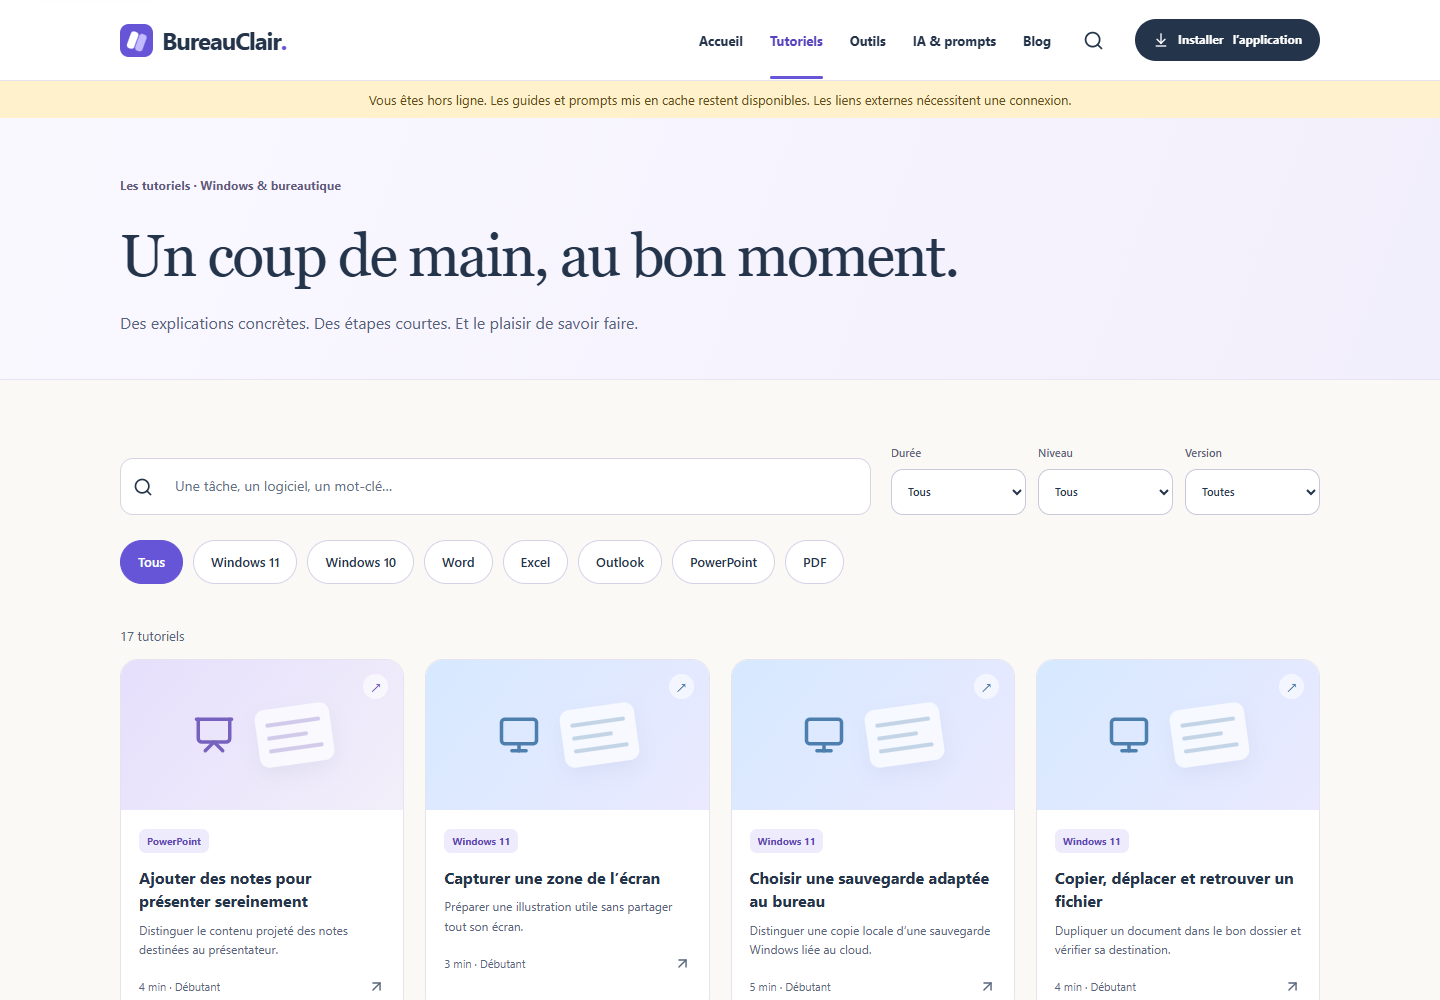 BureauClair.
Accueil Tutoriels Outils IA & prompts Blog Installer l'application
Vous êtes hors ligne. Les guides et prompts mis en cache restent disponibles. Les liens externes nécessitent une connexion.
Les tutoriels · Windows & bureautique
Un coup de main, au bon moment.
Des explications concrètes. Des étapes courtes. Et le plaisir de savoir faire.
Durée Niveau Version
Une tâche, un logiciel, un mot-clé...
Tous Tous Toutes
Tous Windows 11 Windows 10 Word Excel Outlook PowerPoint PDF
17 tutoriels
PowerPoint
Ajouter des notes pour
présenter sereinement
Distinguer le contenu projeté des notes
destinées au présentateur.
4 min · Débutant
Windows 11
Capturer une zone de l'écran
Préparer une illustration utile sans partager
tout son écran.
3 min · Débutant
Windows 11
Choisir une sauvegarde adaptée
au bureau
Distinguer une copie locale d'une sauvegarde
Windows liée au cloud.
5 min · Débutant
Windows 11
Copier, déplacer et retrouver un
fichier
Dupliquer un document dans le bon dossier et
vérifier sa destination.
4 min · Débutant